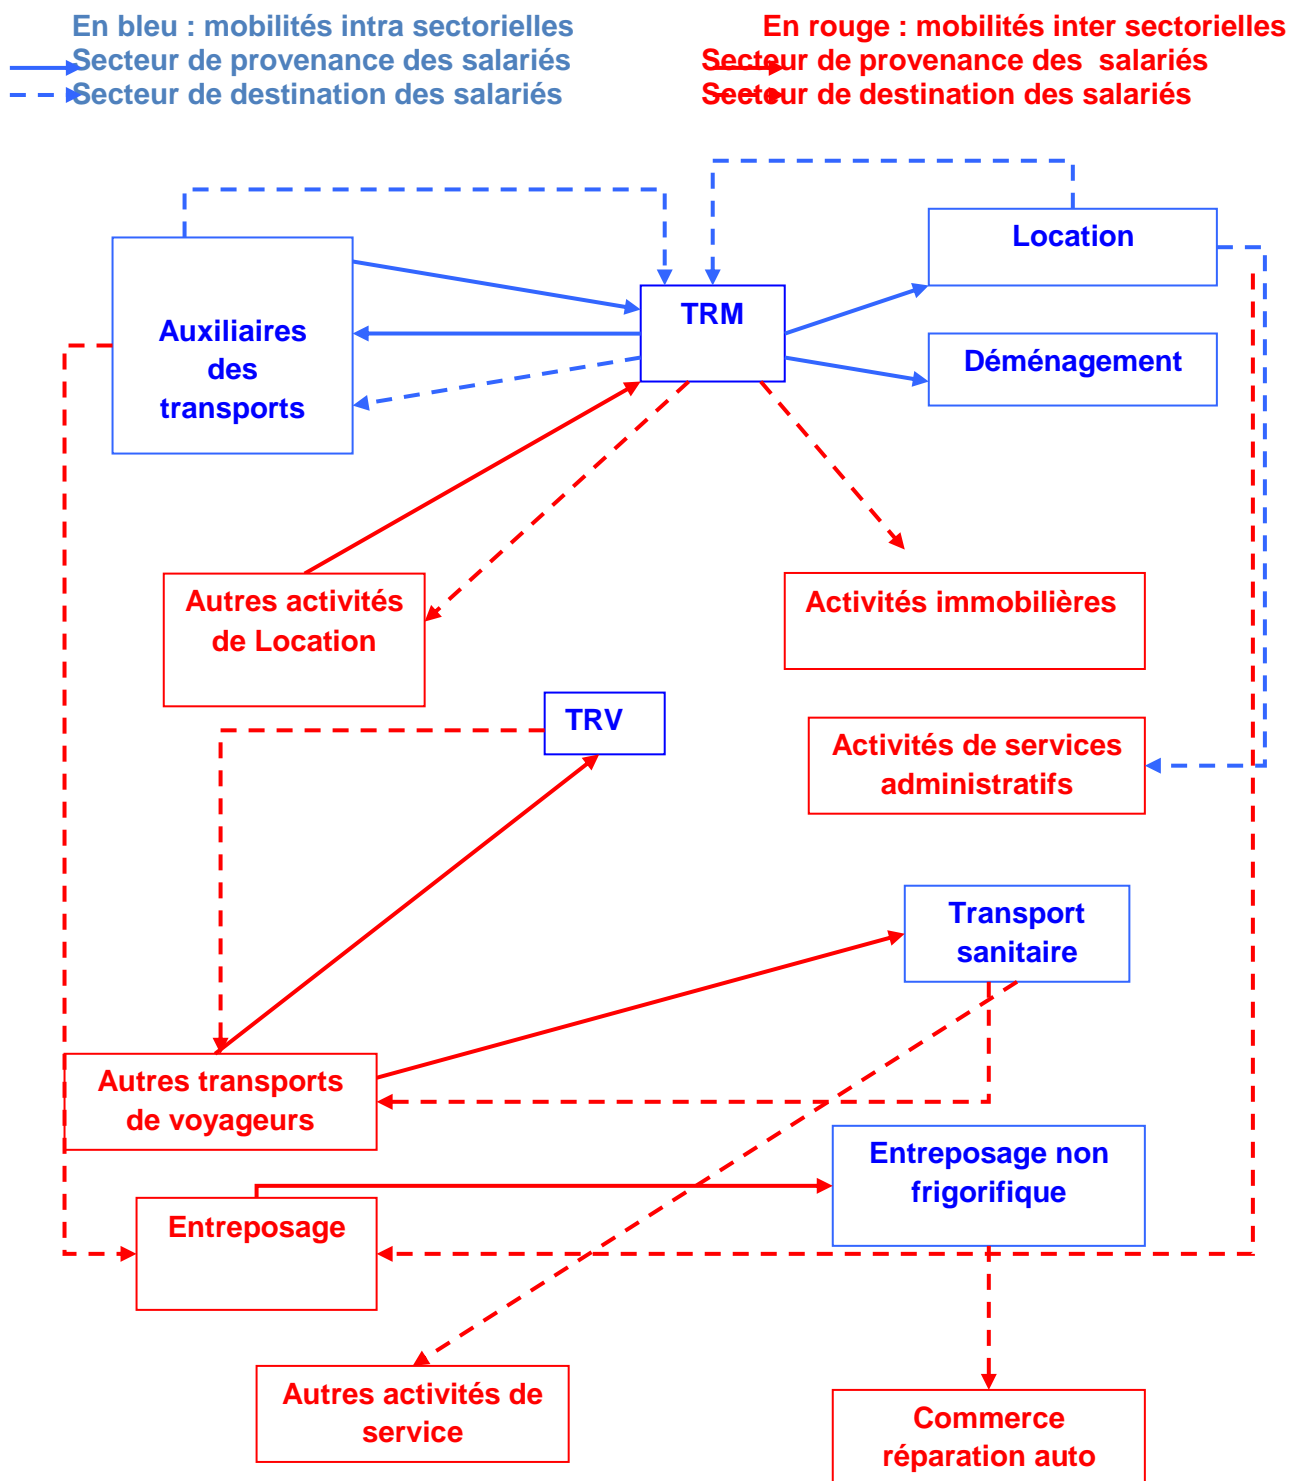 En bleu : mobilités intra sectorielles
Secteur de provenance des salariés
Secteur de destination des salariés
En rouge : mobilités inter sectorielles
Secteur de provenance des salariés
Secteur de destination des salariés
Location
TRM
Auxiliaires
des
transports
Déménagement
Autres activités
de Location
Activités immobilières
TRV
Activités de services
administratifs
Transport
sanitaire
Autres transports
de voyageurs
Entreposage non
frigorifique
Entreposage
Autres activités de
service
Commerce
réparation auto